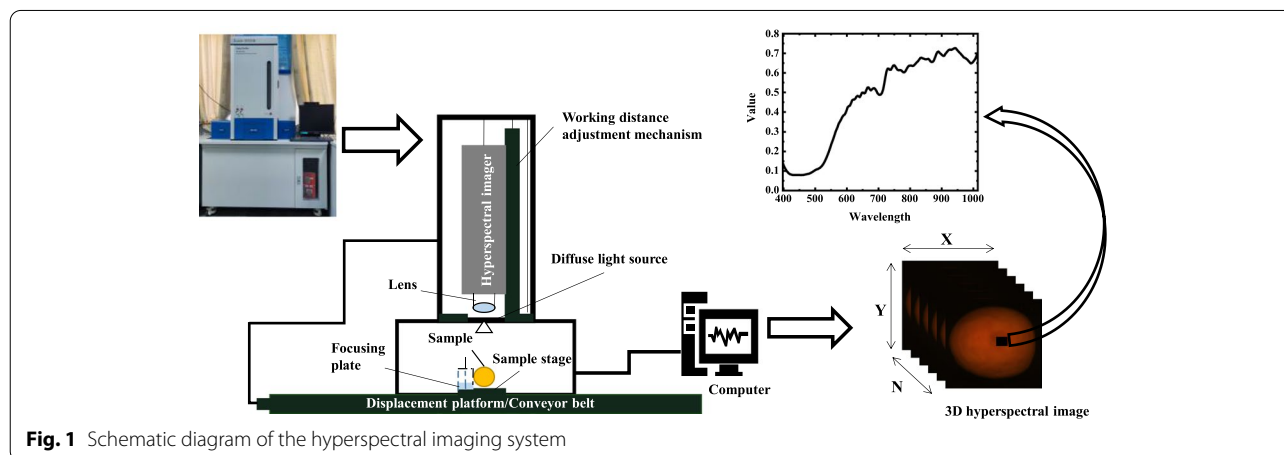 Working distance
adjustment mechanism
Hyperspectral imager
Diffuse light source
Lens
Sample
Focusing
plate
Sample stage
Displacement platform/Conveyor belt
Computer
Value
0.8
0.7
0.6
0.5
0.4
0.3
0.2
0.1
0.0
400 500 600 700 800 900 1000
Wavelength
X
Y
N
3D hyperspectral image
Fig. 1 Schematic diagram of the hyperspectral imaging system